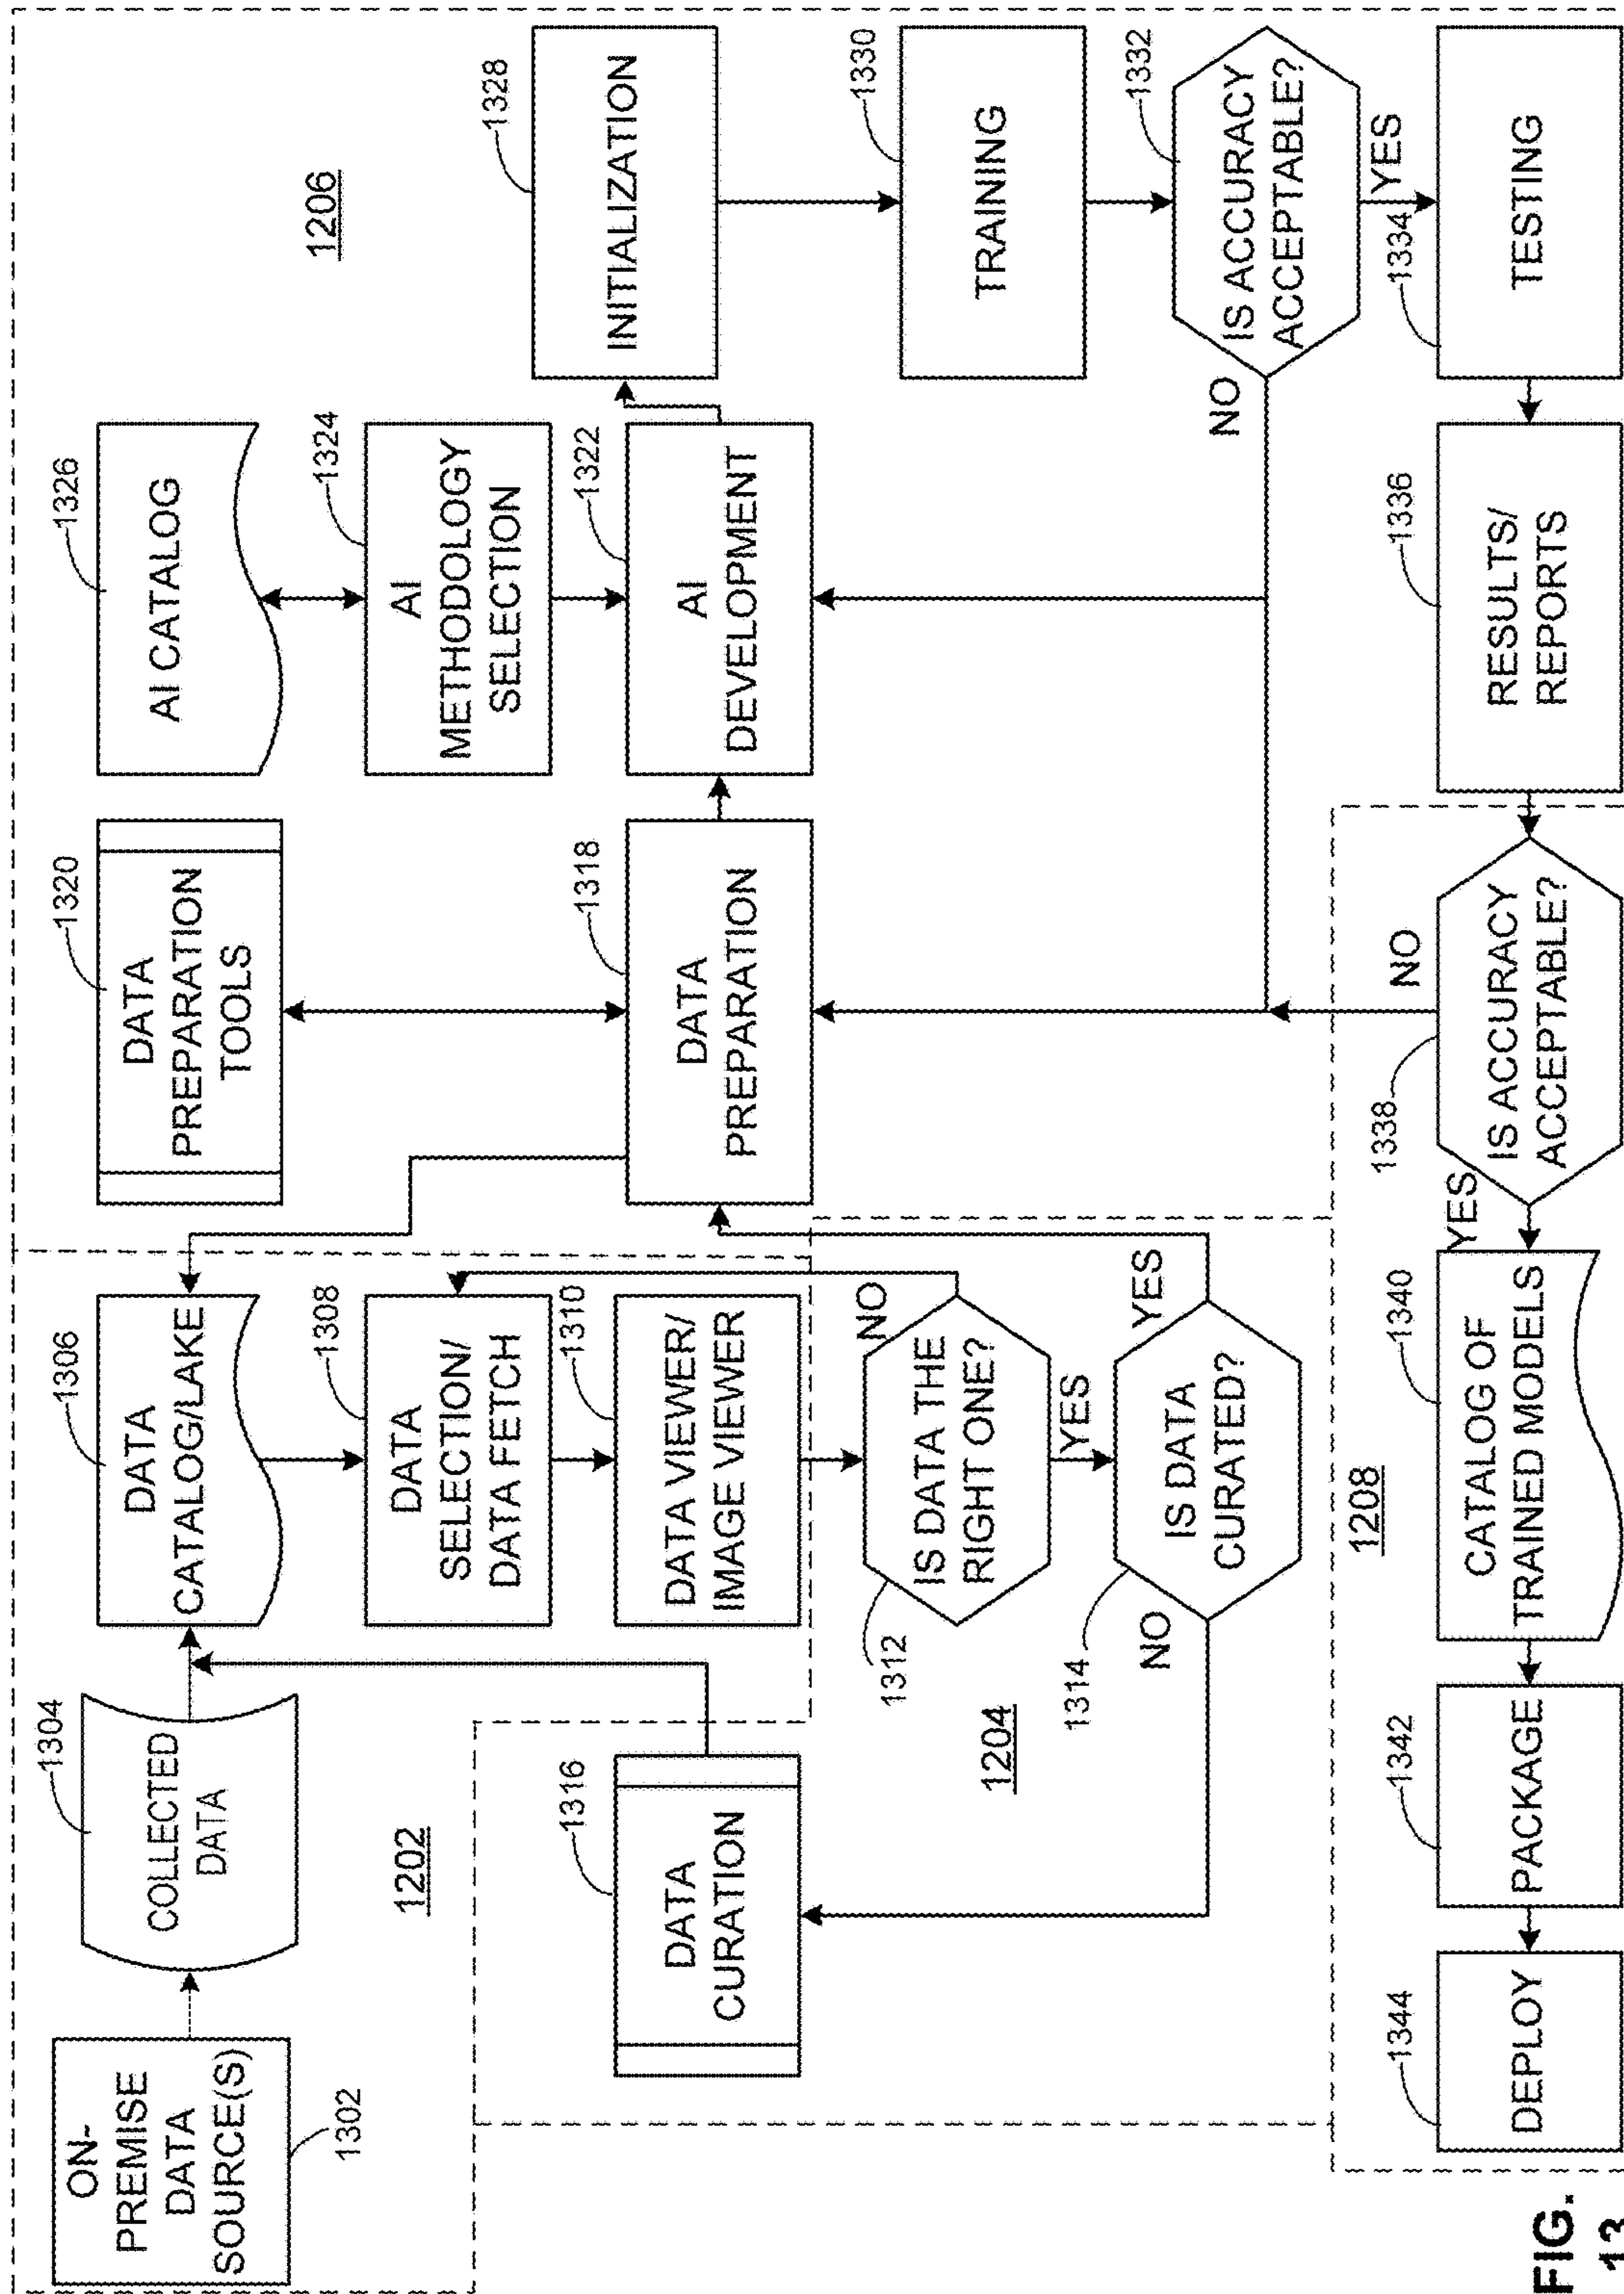 ON-
PREMISE
DATA
SOURCE(S)
1302
COLLECTED
DATA
1304
1202
DATA
CATALOG/LAKE
1306
DATA
SELECTION/
DATA FETCH
1308
DATA VIEWER/
IMAGE VIEWER
1310
IS DATA THE
RIGHT ONE?
1312
NO
YES
IS DATA
CURATED?
1314
NO
YES
DATA
CURATION
1316
1204
DATA
PREPARATION
TOOLS
1320
DATA
PREPARATION
1318
AI CATALOG
1326
AI
METHODOLOGY
SELECTION
1324
AI
DEVELOPMENT
1322
1206
INITIALIZATION
1328
TRAINING
1330
IS ACCURACY
ACCEPTABLE?
1332
NO
YES
TESTING
1334
RESULTS/
REPORTS
1336
IS ACCURACY
ACCEPTABLE?
1338
NO
YES
CATALOG OF
TRAINED MODELS
1340
1208
PACKAGE
1342
DEPLOY
1344
FIG.
13